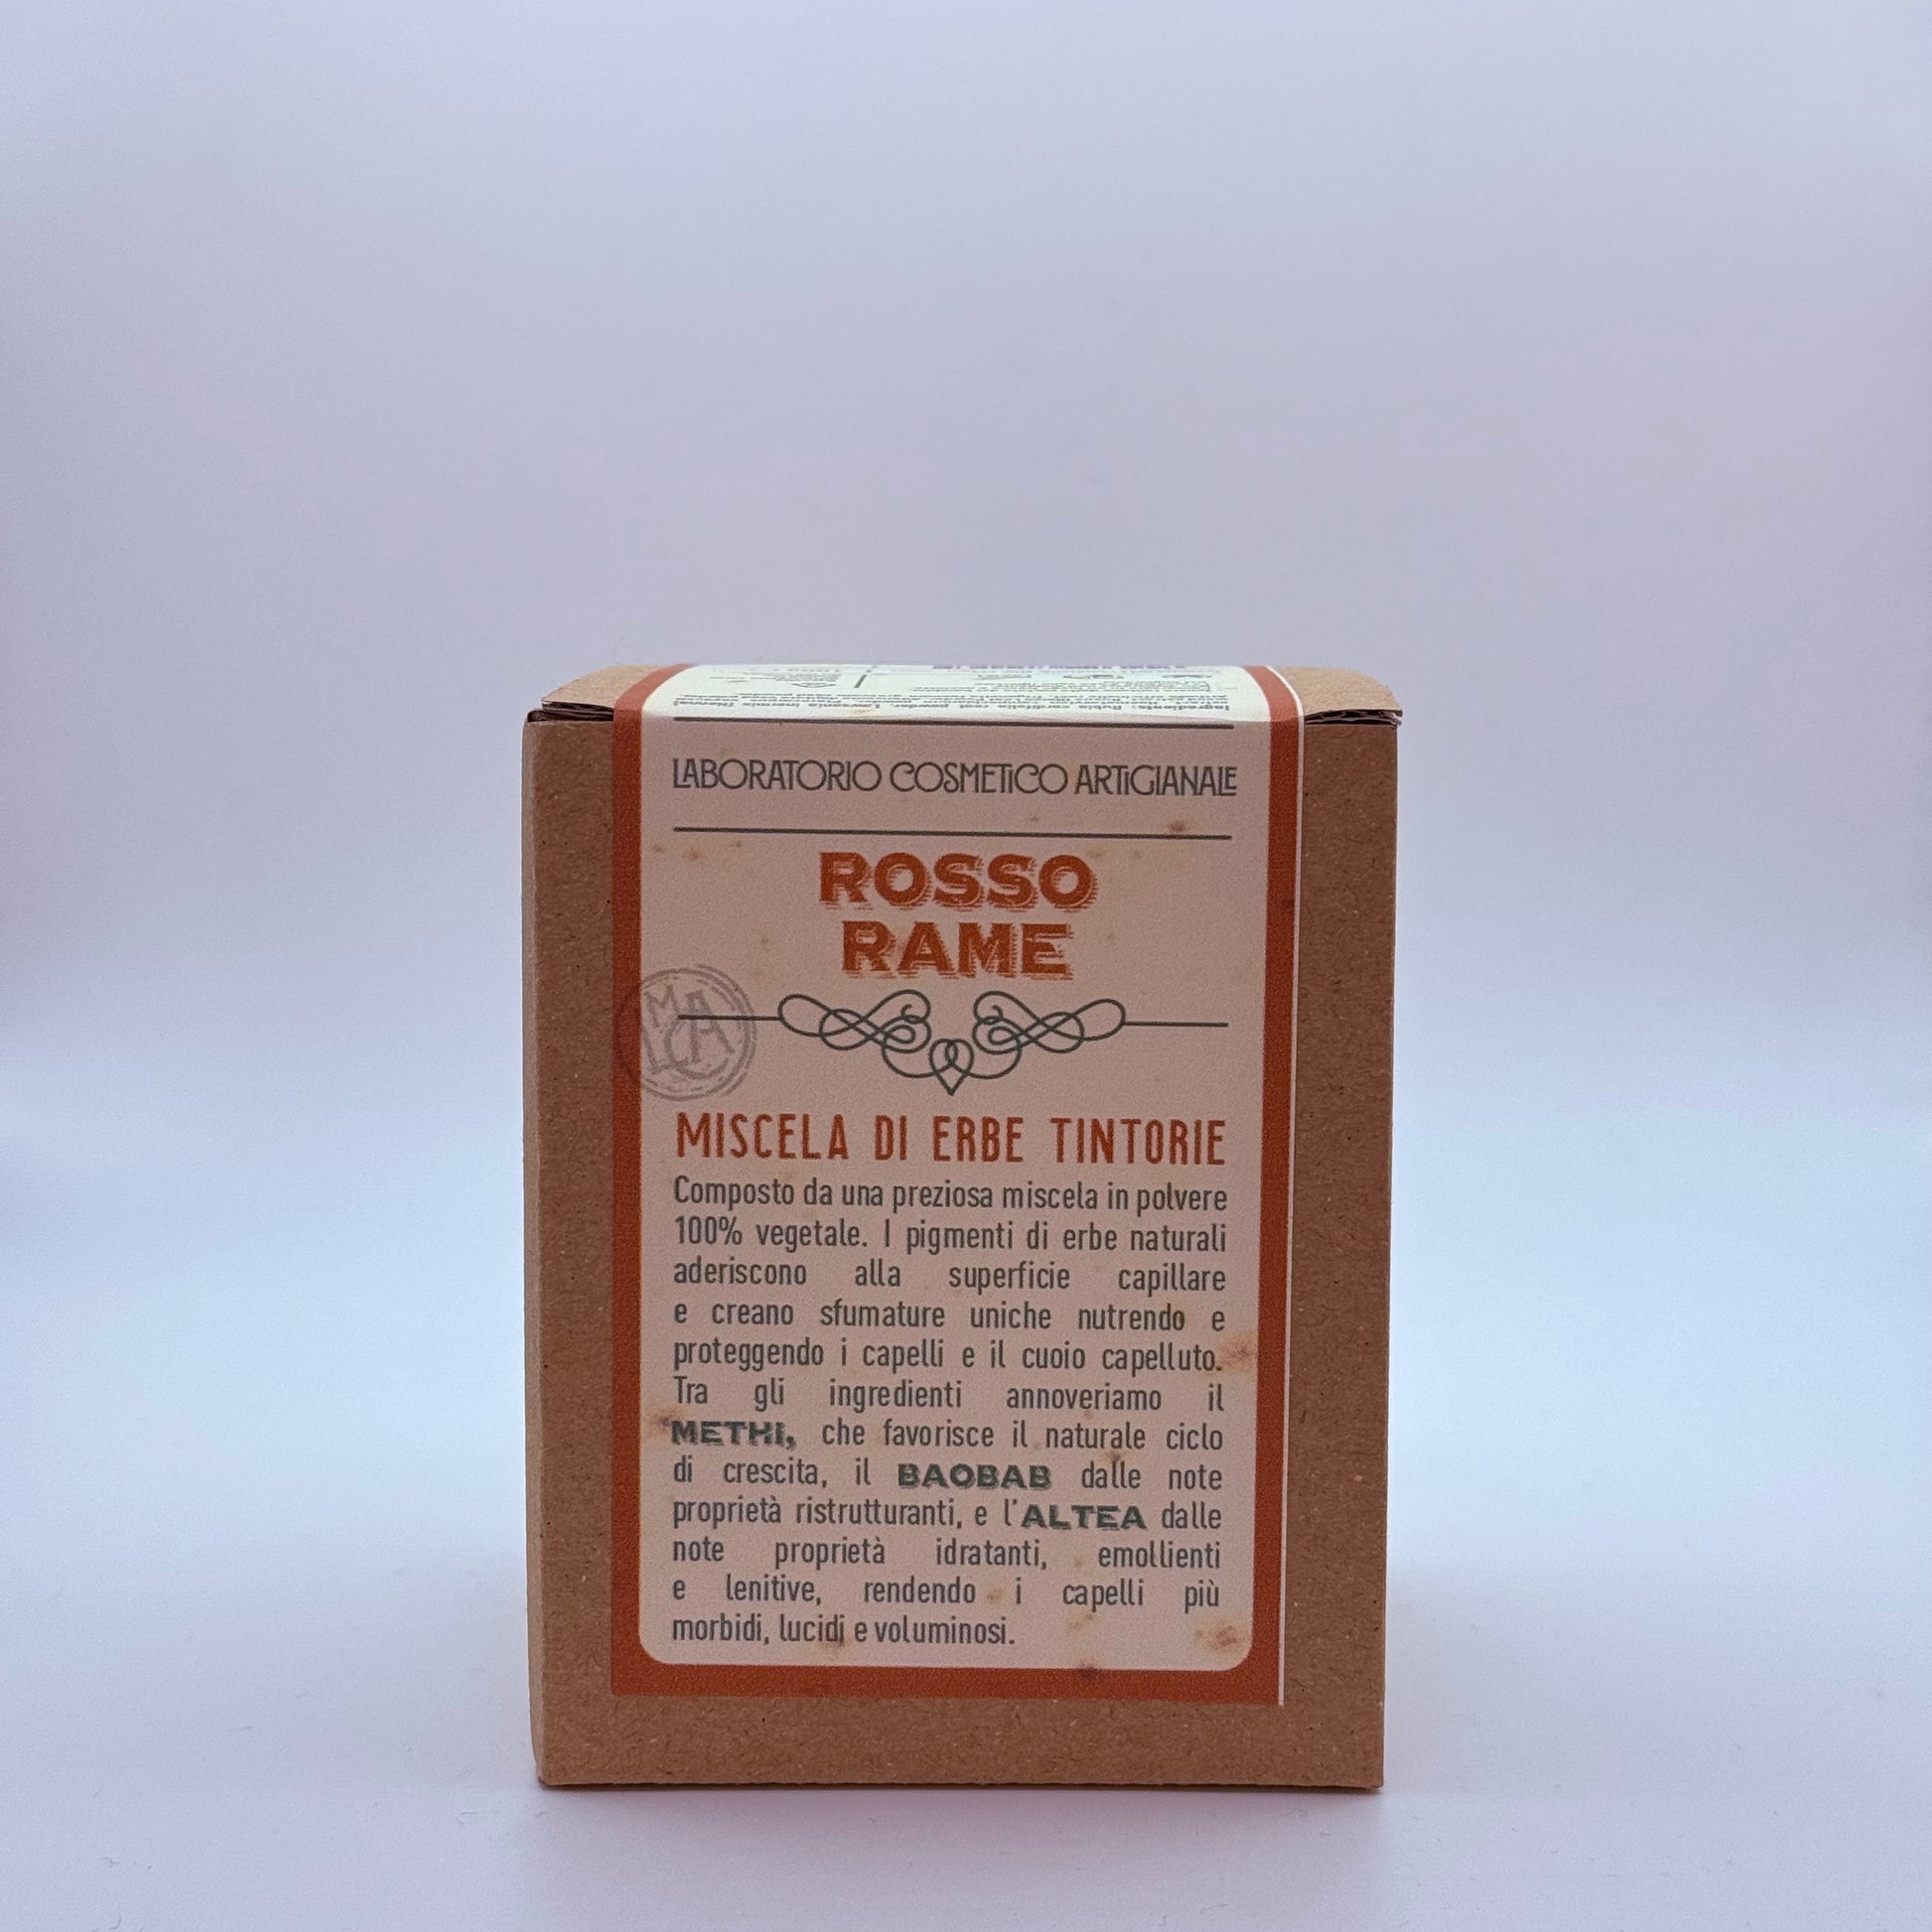 LABORATORIO COSMETICO ARTIGIANALE
ROSSO
RAME
MALCA
MISCELA DI ERBE TINTORIE
Composto da una preziosa miscela in polvere
100% vegetale. I pigmenti di erbe naturali
aderiscono alla superficie capillare
e creano sfumature uniche nutrendo e
proteggendo i capelli e il cuoio capelluto.
Tra gli ingredienti annoveriamo il
METHI, che favorisce il naturale ciclo
di crescita, il BAOBAB dalle note
proprietà ristrutturanti, e l'ALTEA dalle
note proprietà idratanti, emollienti
e lenitive, rendendo i capelli più
morbidi, lucidi e voluminosi.